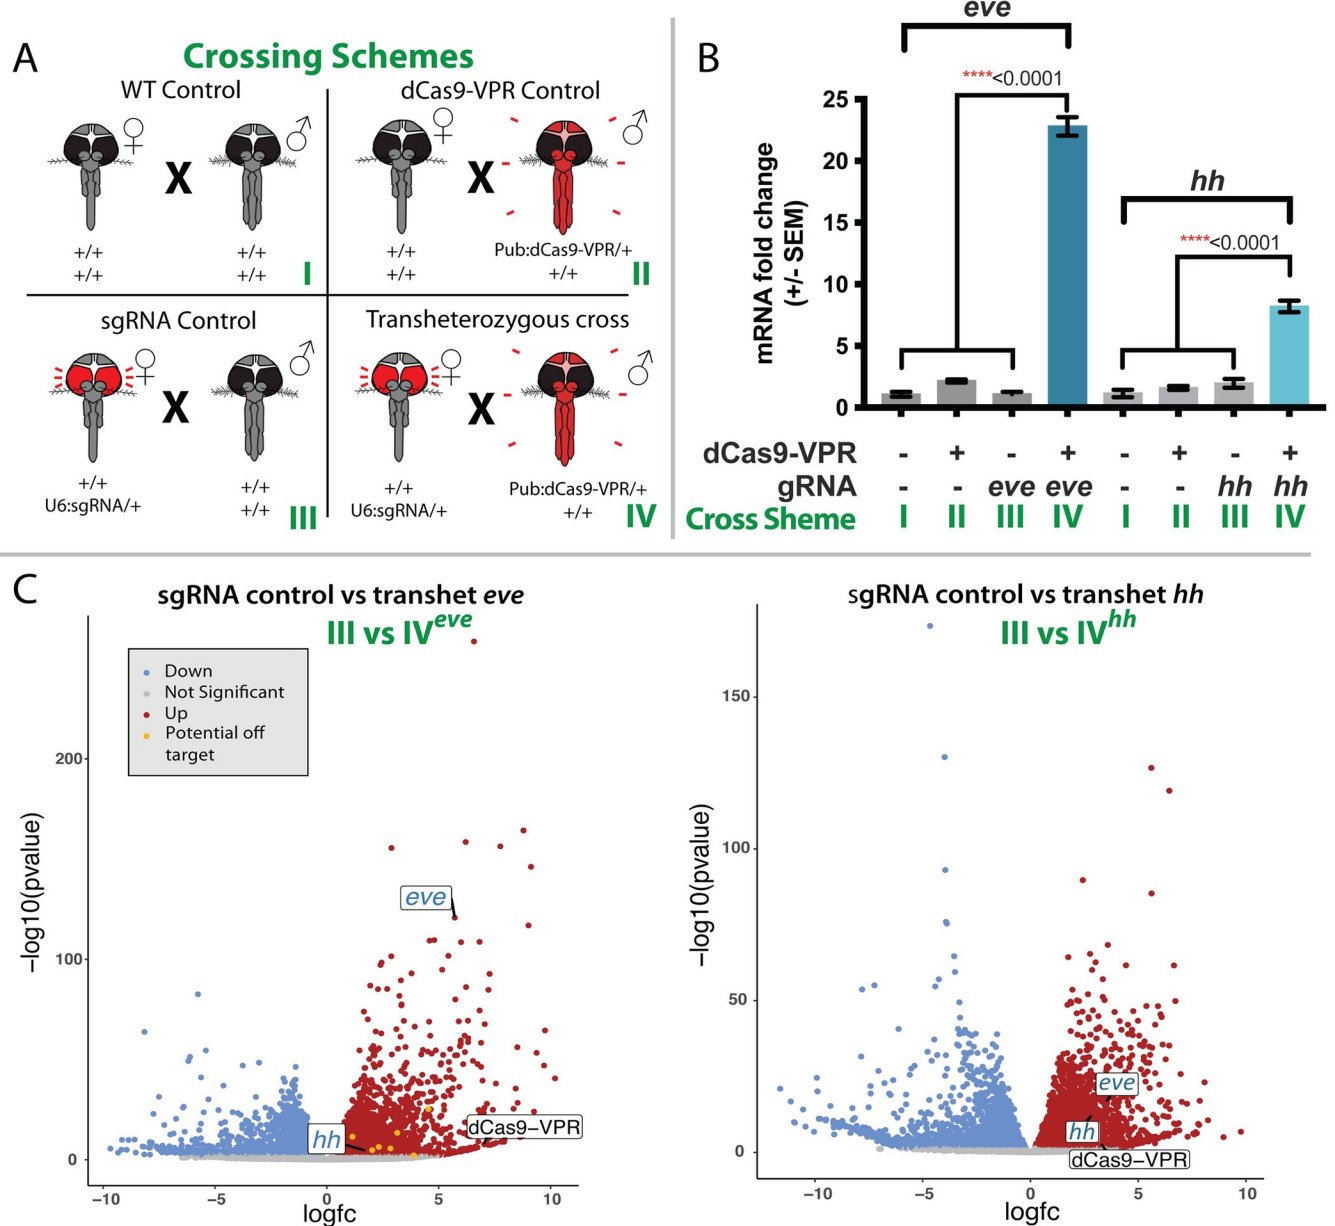 A
Crossing Schemes
WT Control
♀
♂
X
+/+
+/+
+/+
+/+
I
dCas9-VPR Control
♀
♂
X
+/+
+/+
Pub:dCas9-VPR/+
+/+
II
sgRNA Control
♀
♂
X
+/+
U6:sgRNA/+
+/+
+/+
III
Transheterozygous cross
♀
♂
X
+/+
U6:sgRNA/+
Pub:dCas9-VPR/+
+/+
IV
B
eve
****<0.0001
hh
****<0.0001
mRNA fold change
(+/- SEM)
25
20
15
10
5
0
dCas9-VPR - + - + - + - +
gRNA - - eve eve - - hh hh
Cross Sheme I II III IV I II III IV
C
sgRNA control vs transhet eve
III vs IVeve
Down
Not Significant
Up
Potential off
target
−log10(pvalue)
200
100
0
eve
hh
dCas9−VPR
−10 −5 0 5 10
logfc
sgRNA control vs transhet hh
III vs IVhh
−log10(pvalue)
150
100
50
0
eve
hh
dCas9−VPR
−10 −5 0 5 10
logfc